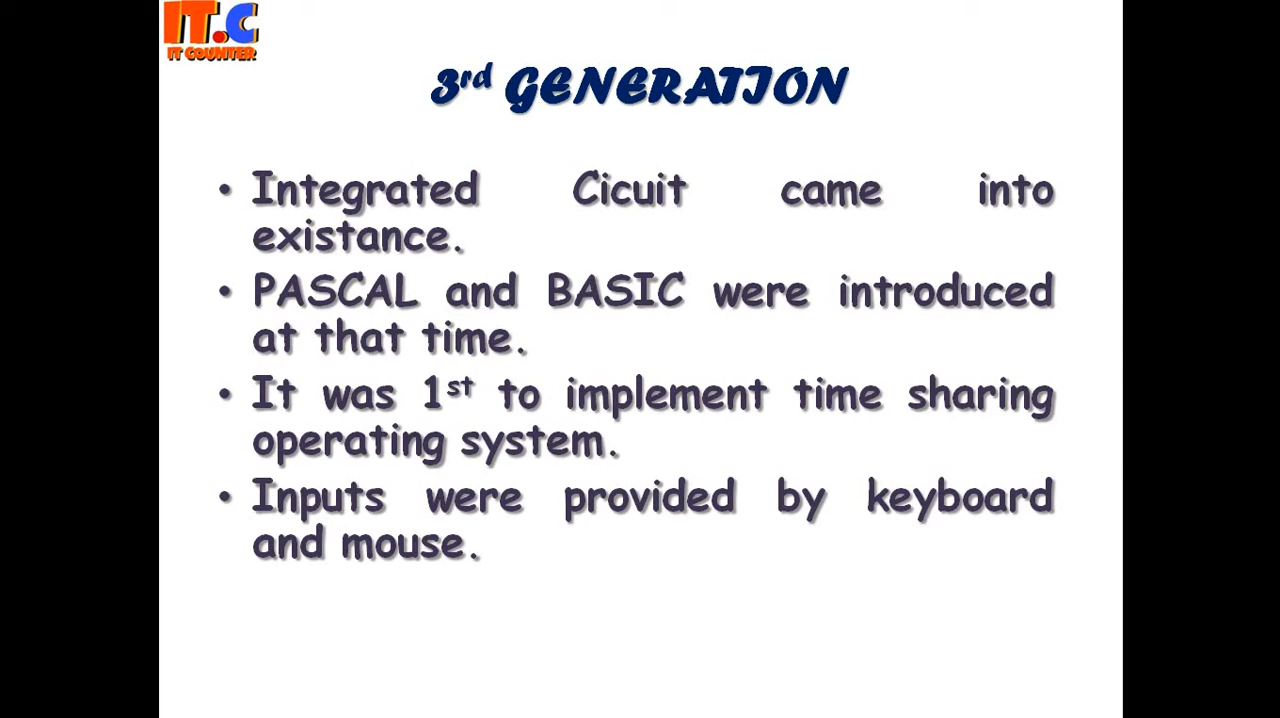 IT.C
IT COUNTER
3rd GENERATION
• Integrated Cicuit came into
existance.
• PASCAL and BASIC were introduced
at that time.
• It was 1st to implement time sharing
operating system.
• Inputs were provided by keyboard
and mouse.